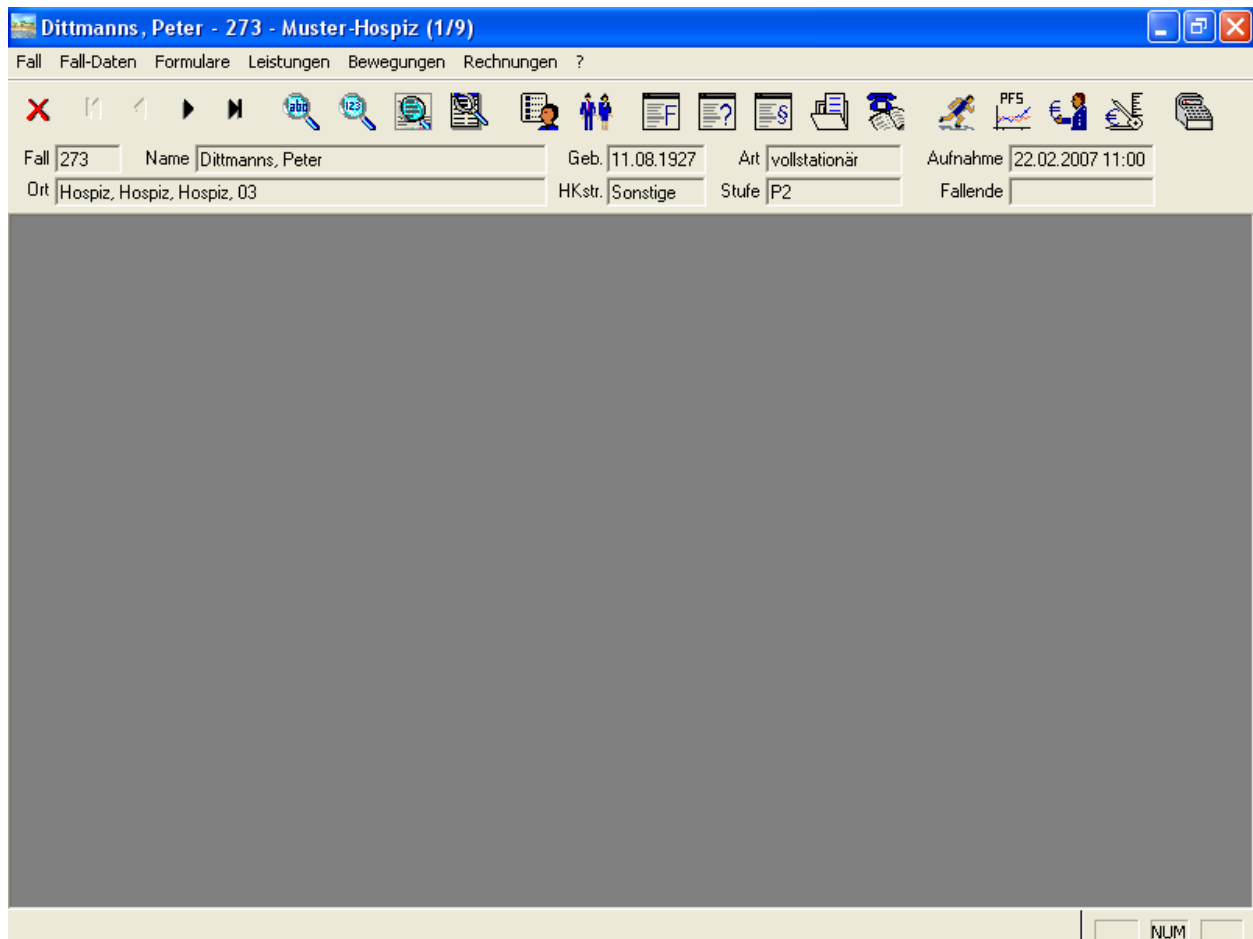 Dittmanns, Peter - 273 - Muster-Hospiz (1/9)
Fall Fall-Daten Formulare Leistungen Bewegungen Rechnungen ?
abc 123 F ? § PFS € €
Fall 273 Name Dittmanns, Peter Geb. 11.08.1927 Art vollstationär Aufnahme 22.02.2007 11:00
Ort Hospiz, Hospiz, Hospiz, 03 HKstr. Sonstige Stufe P2 Fallende
NUM